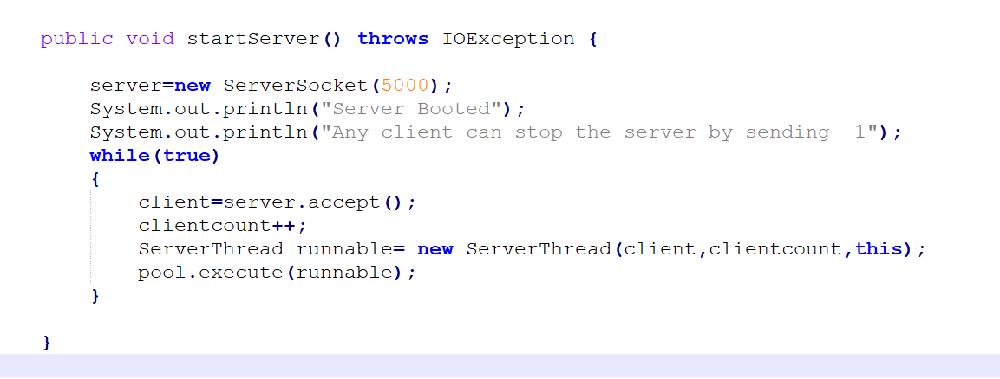 public void startServer() throws IOException {
server=new ServerSocket(5000);
System.out.println("Server Booted");
System.out.println("Any client can stop the server by sending -1");
while(true)
{
client=server.accept();
clientcount++;
ServerThread runnable= new ServerThread(client,clientcount,this);
pool.execute(runnable);
}
}